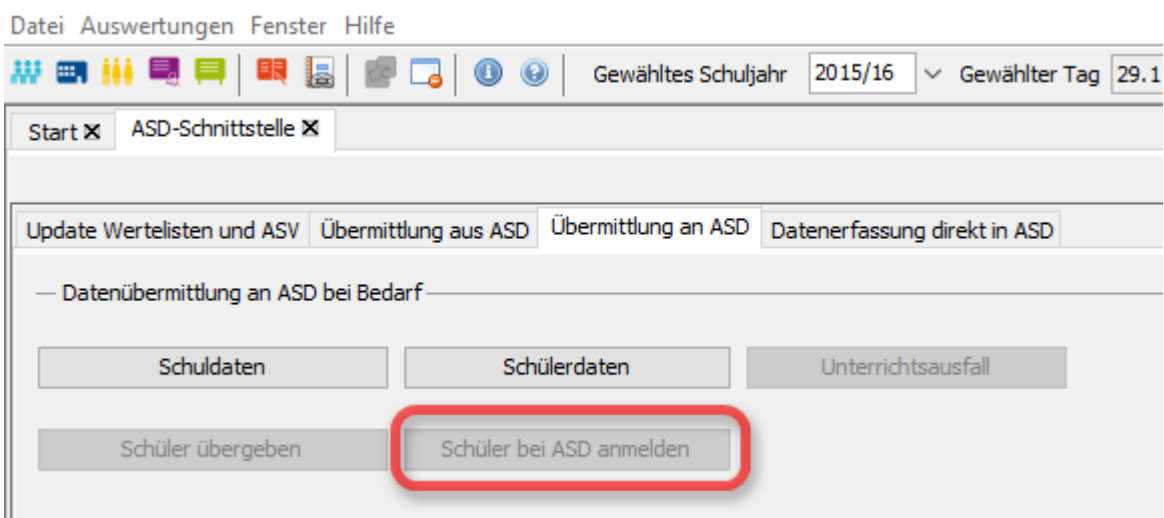 Datei Auswertungen Fenster Hilfe
Gewähltes Schuljahr 2015/16 Gewählter Tag 29.1
Start ASD-Schnittstelle
Update Wertelisten und ASV Übermittlung aus ASD Übermittlung an ASD Datenerfassung direkt in ASD
Datenübermittlung an ASD bei Bedarf
Schuldaten Schülerdaten Unterrichtsausfall
Schüler übergeben Schüler bei ASD anmelden